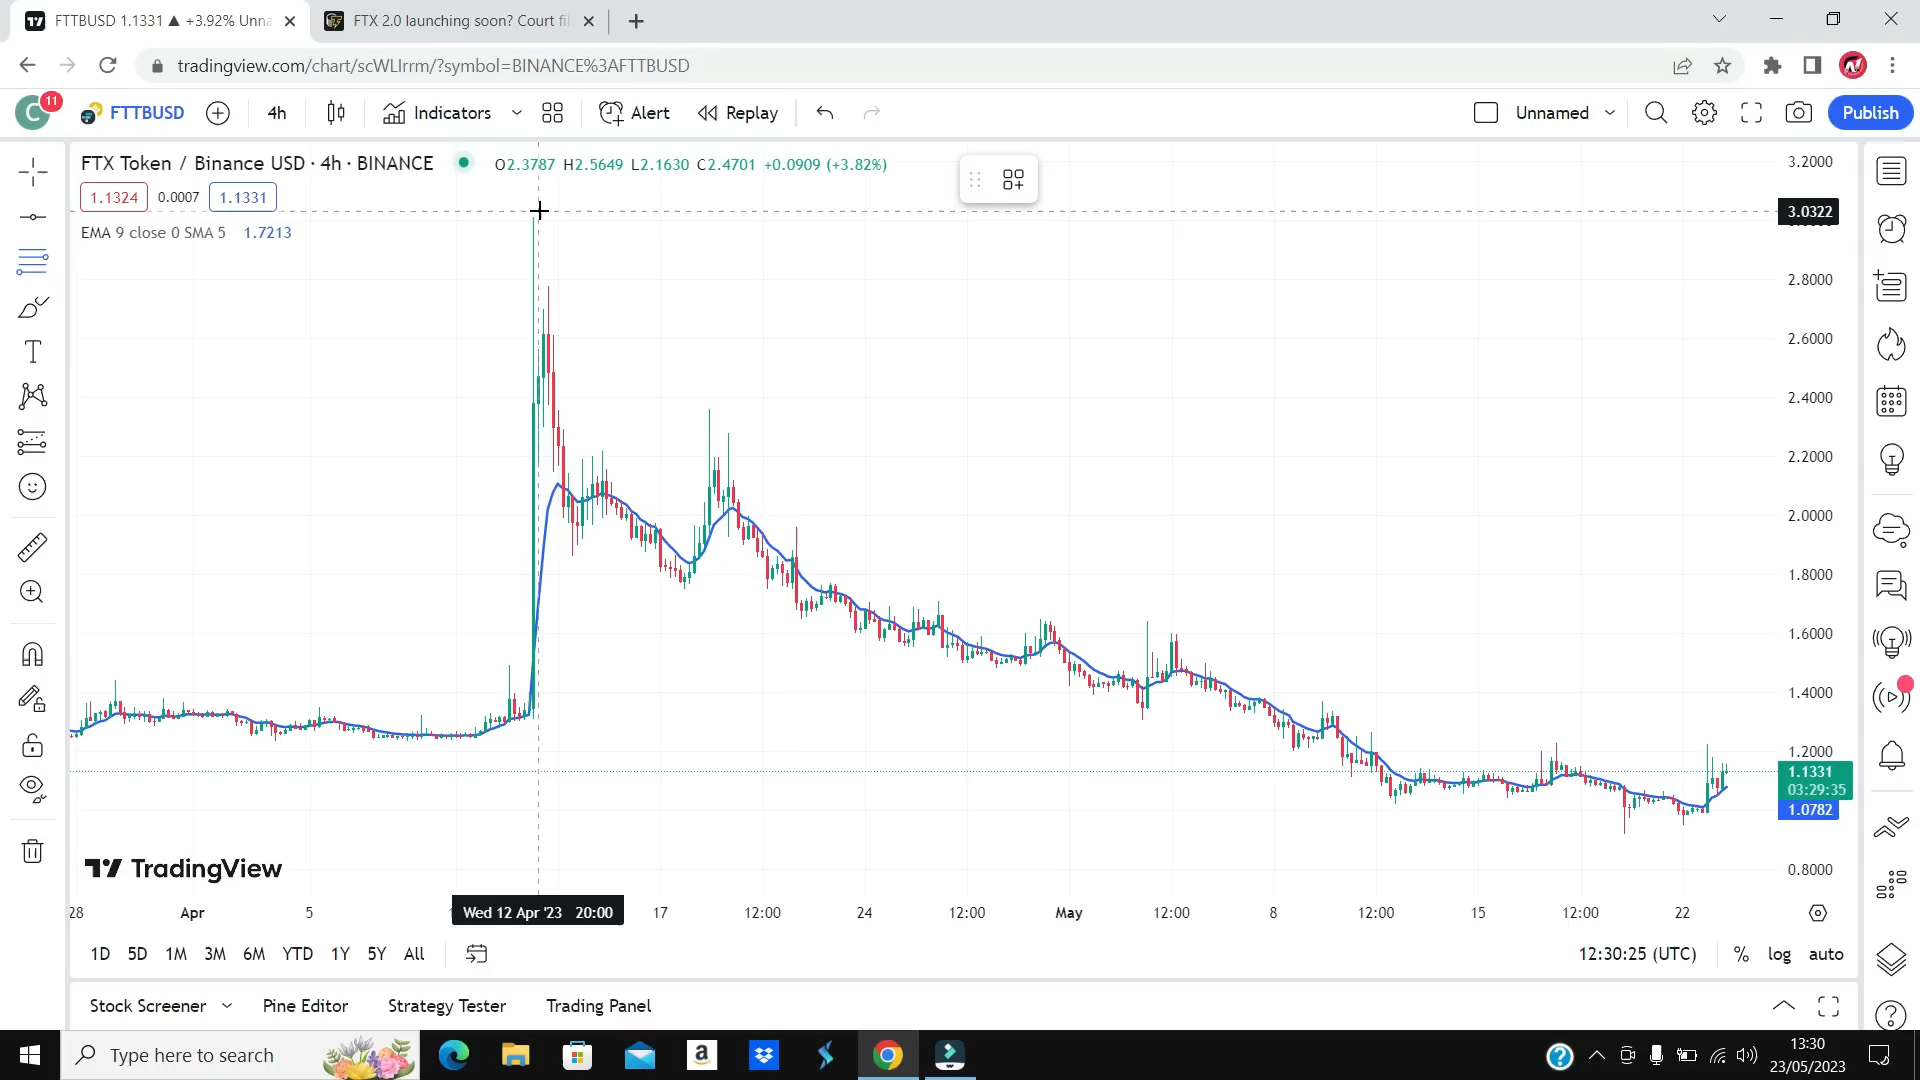 FTTBUSD 1.1331 ▲ +3.92% Unna
FTX 2.0 launching soon? Court fil
tradingview.com/chart/scWLIrrm/?symbol=BINANCE%3AFTTBUSD
C
11
FTTBUSD
4h
Indicators
Alert
Replay
Unnamed
Publish
FTX Token / Binance USD · 4h · BINANCE
O2.3787 H2.5649 L2.1630 C2.4701 +0.0909 (+3.82%)
1.1324 0.0007 1.1331
EMA 9 close 0 SMA 5 1.7213
3.2000
3.0322
2.8000
2.6000
2.4000
2.2000
2.0000
1.8000
1.6000
1.4000
1.2000
1.1331
03:29:35
1.0782
0.8000
TradingView
28 Apr 5 Wed 12 Apr '23 20:00 17 12:00 24 12:00 May 12:00 8 12:00 15 12:00 22
1D 5D 1M 3M 6M YTD 1Y 5Y All
12:30:25 (UTC) % log auto
Stock Screener Pine Editor Strategy Tester Trading Panel
Type here to search
13:30
23/05/2023